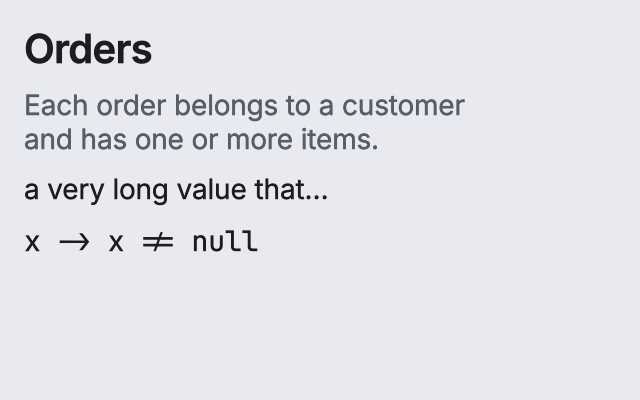 Orders
Each order belongs to a customer
and has one or more items.
a very long value that…
x -> x != null